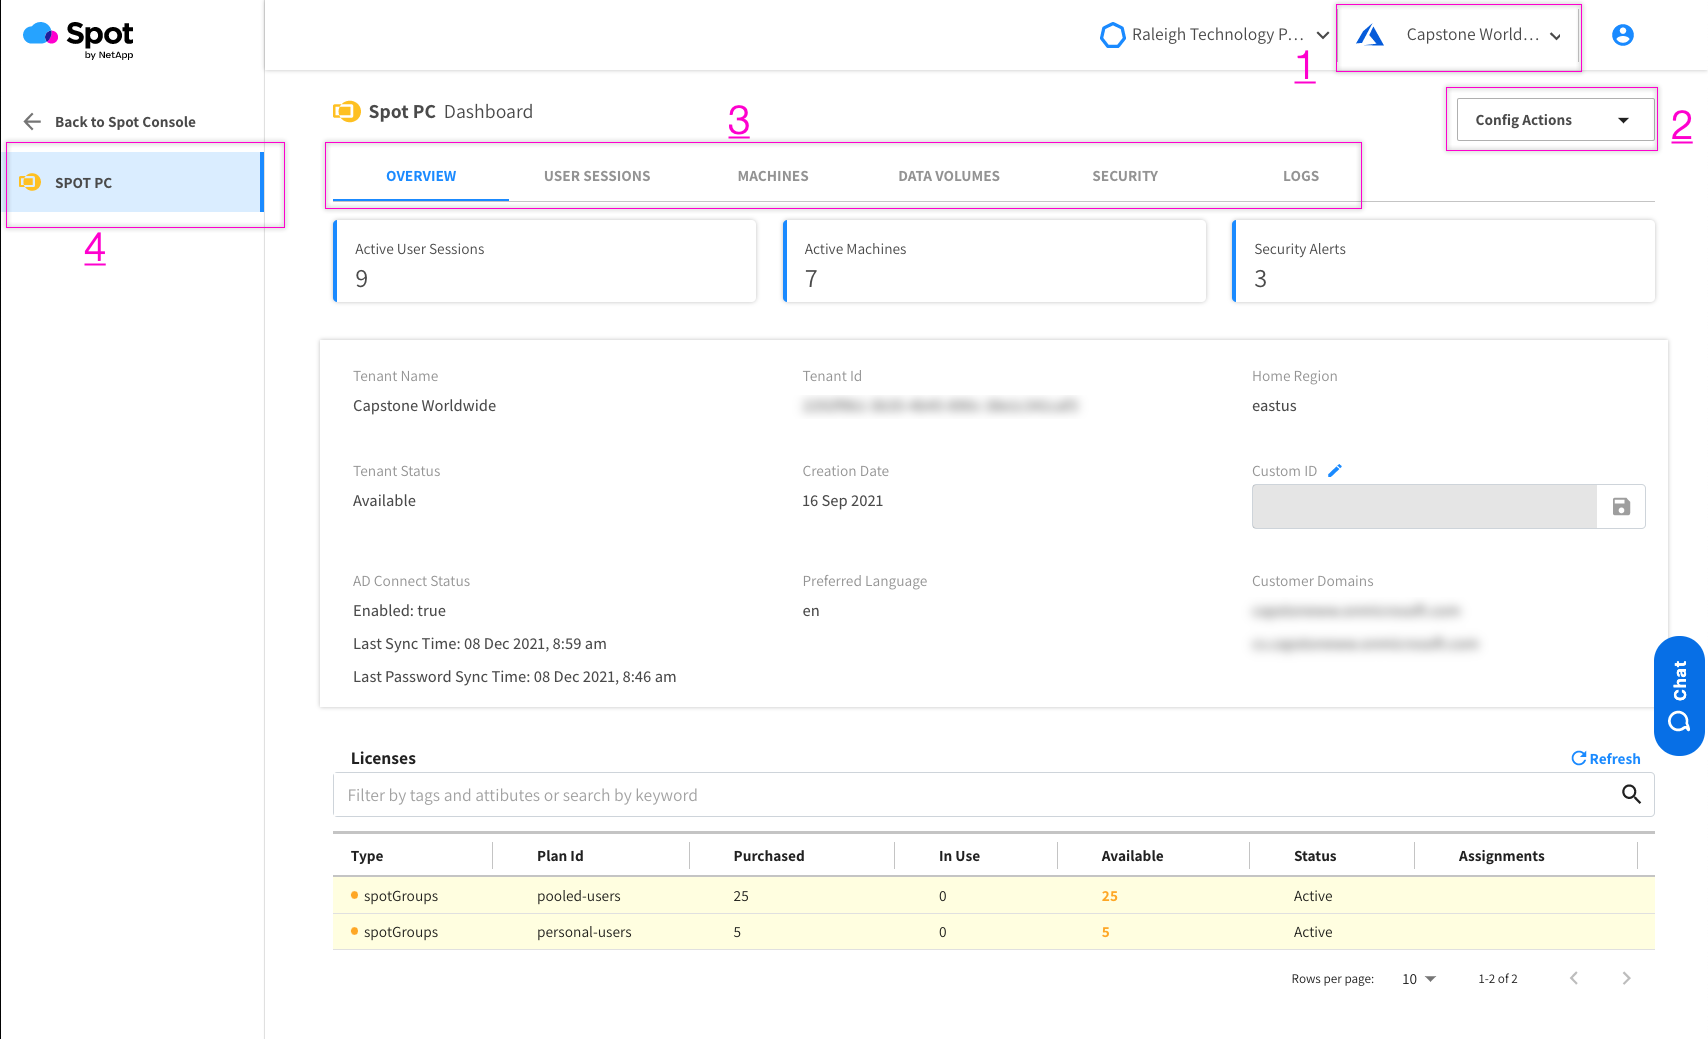 Spot
by NetApp
Raleigh Technology P...
Capstone World...
1
Back to Spot Console
SPOT PC
4
Spot PC Dashboard
3
Config Actions
2
OVERVIEW USER SESSIONS MACHINES DATA VOLUMES SECURITY LOGS
Active User Sessions
9
Active Machines
7
Security Alerts
3
Tenant Name
Capstone Worldwide
Tenant Id
Home Region
eastus
Tenant Status
Available
Creation Date
16 Sep 2021
Custom ID
AD Connect Status
Enabled: true
Last Sync Time: 08 Dec 2021, 8:59 am
Last Password Sync Time: 08 Dec 2021, 8:46 am
Preferred Language
en
Customer Domains
Chat
Licenses
Refresh
Filter by tags and attibutes or search by keyword
Type Plan Id Purchased In Use Available Status Assignments
spotGroups pooled-users 25 0 25 Active
spotGroups personal-users 5 0 5 Active
Rows per page: 10 1-2 of 2